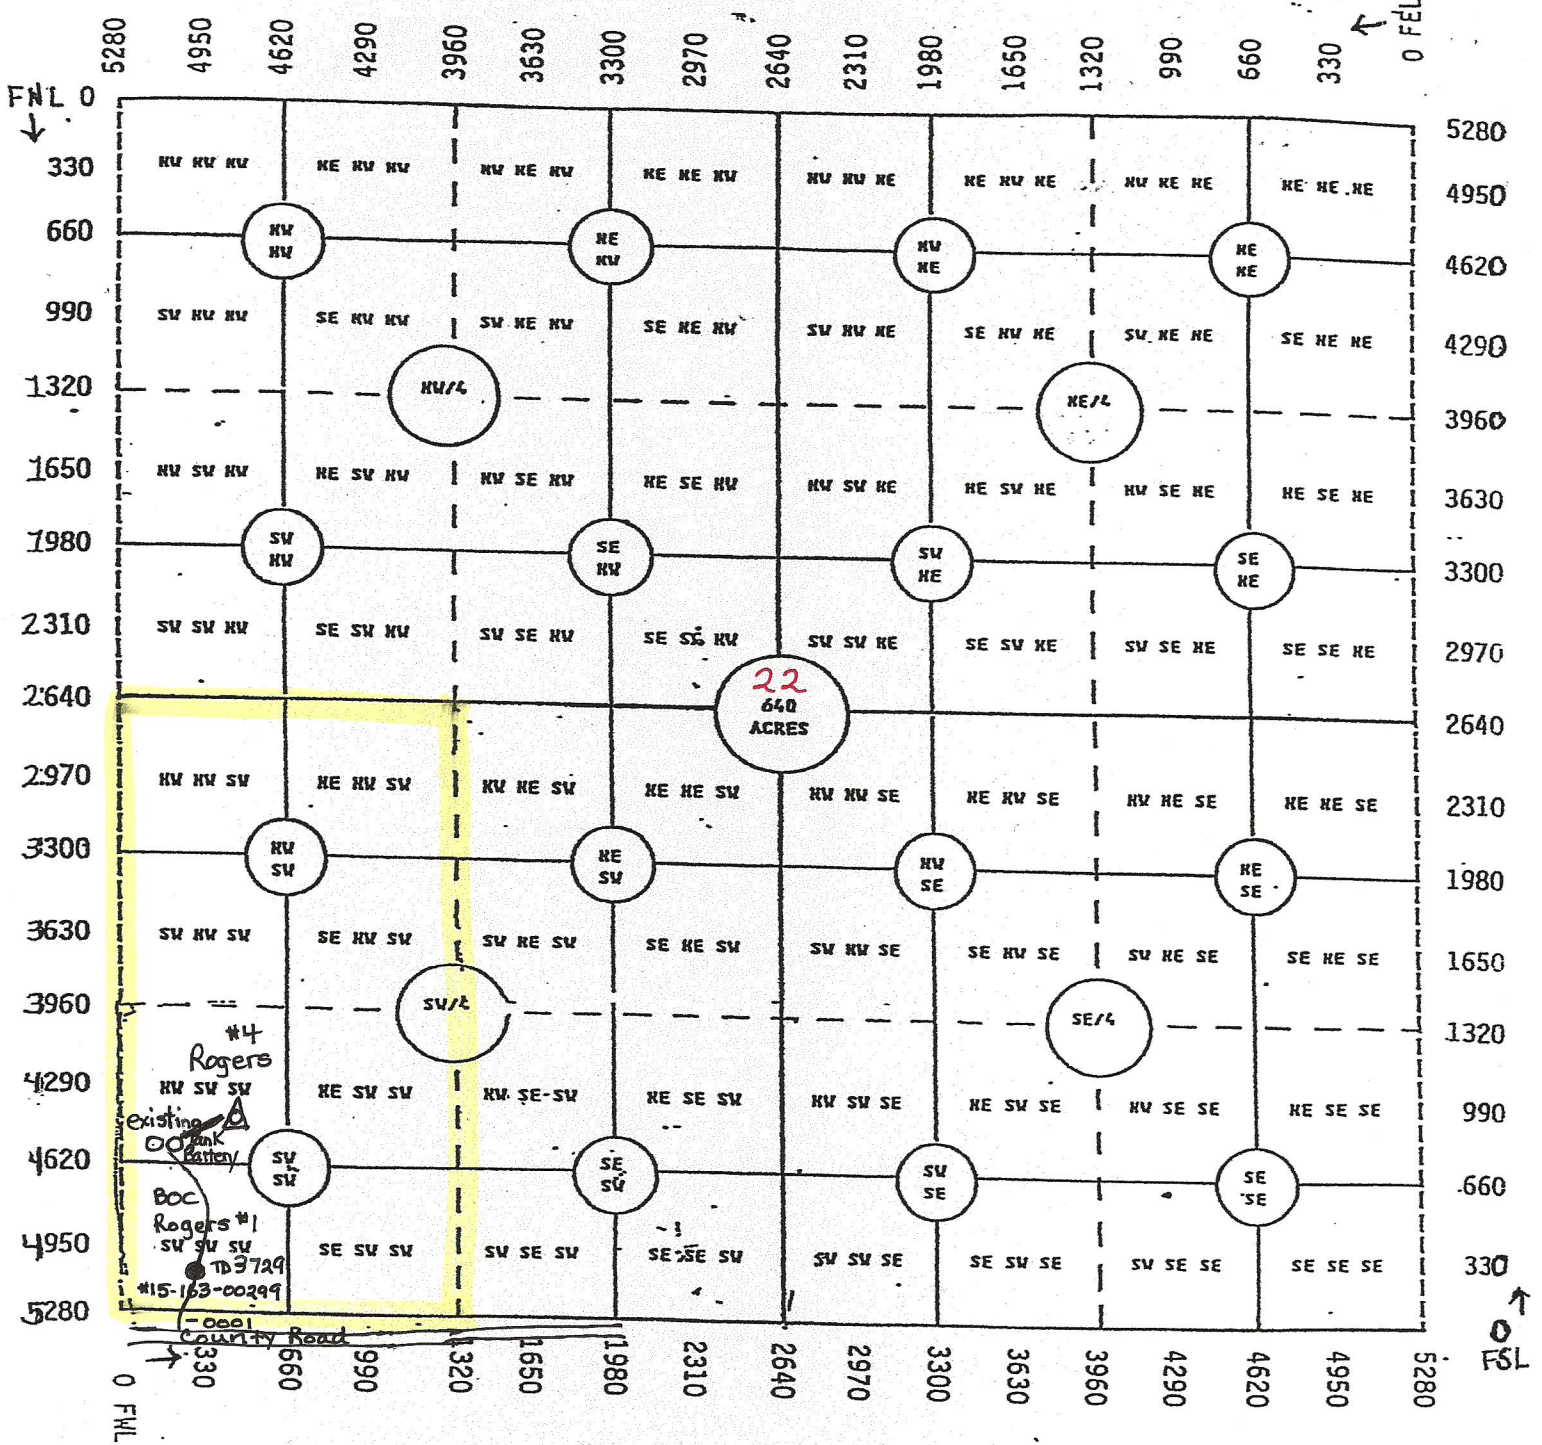 5280 4950 4620 4290 3960 3630 3300 2970 2640 2310 1980 1650 1320 990 660 330 0 FEL
FNL 0
5280
330 NW NW NW NE NW NW NW NE NW NE NE NW NW NW NE NE NW NE NW NE NE NE NE NE 4950
660 NW NW NE NW NW NE NE NE 4620
990 SW NW NW SE NW NW SW NE NW SE NE NW SW NW NE SE NW NE SW NE NE SE NE NE 4290
1320 NW/4 NE/4 3960
1650 NW SW NW NE SW NW NW SE NW NE SE NW NW SW NE NE SW NE NW SE NE NE SE NE 3630
1980 SW NW SE NW SW NE SE NE 3300
2310 SW SW NW SE SW NW SW SE NW SE SE NW SW SW NE SE SW NE SW SE NE SE SE NE 2970
2640 22 2640
640
ACRES
2970 NW NW SW NE NW SW NW NE SW NE NE SW NW NW SE NE NW SE NW NE SE NE NE SE 2310
3300 NW SW NE SW NW SE NE SE 1980
3630 SW NW SW SE NW SW SW NE SW SE NE SW SW NW SE SE NW SE SW NE SE SE NE SE 1650
3960 SW/4 SE/4 1320
#4
Rogers
4290 NW SW SW NE SW SW NW SE-SW NE SE SW NW SW SE NE SW SE NW SE SE NE SE SE 990
existing
Tank
Battery
4620 SW SW SE SW SW SE SE SE 660
BOC
Rogers #1
4950 SW SW SW SE SW SW SW SE SW SE SE SW SW SW SE SE SW SE SW SE SE SE SE SE 330
TD3729
#15-163-00299
5280 -0001
County Road
0
FSL
0 FWL 330 660 990 1320 1650 1980 2310 2640 2970 3300 3630 3960 4290 4620 4950 5280